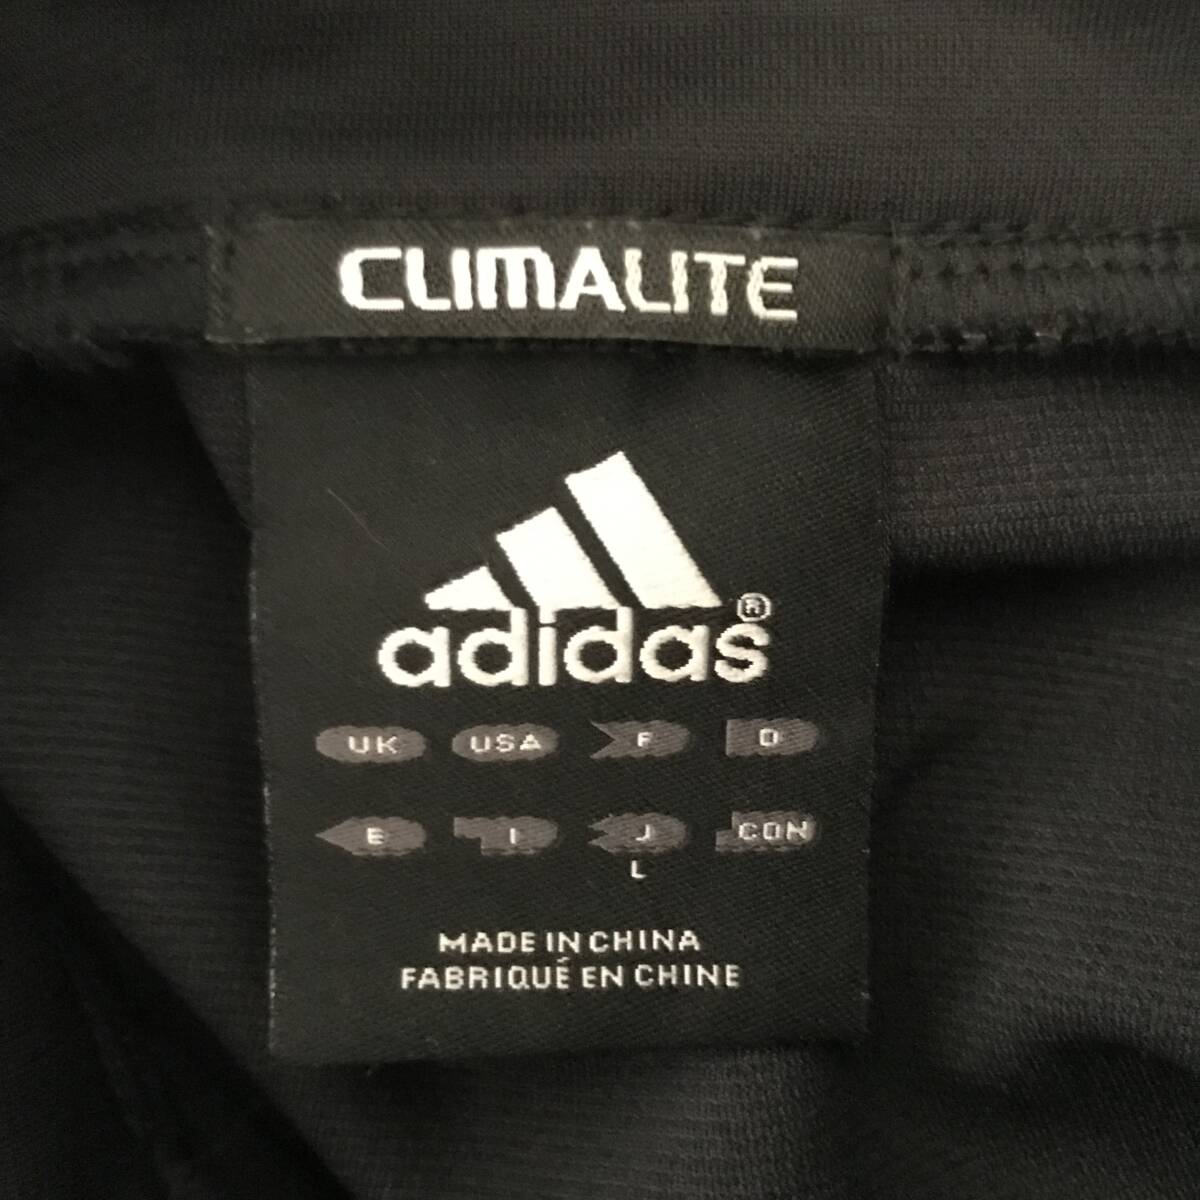 CLIMALITE
adidas®
UK USA F D
E I J CON
L
MADE IN CHINA
FABRIQUÉ EN CHINE